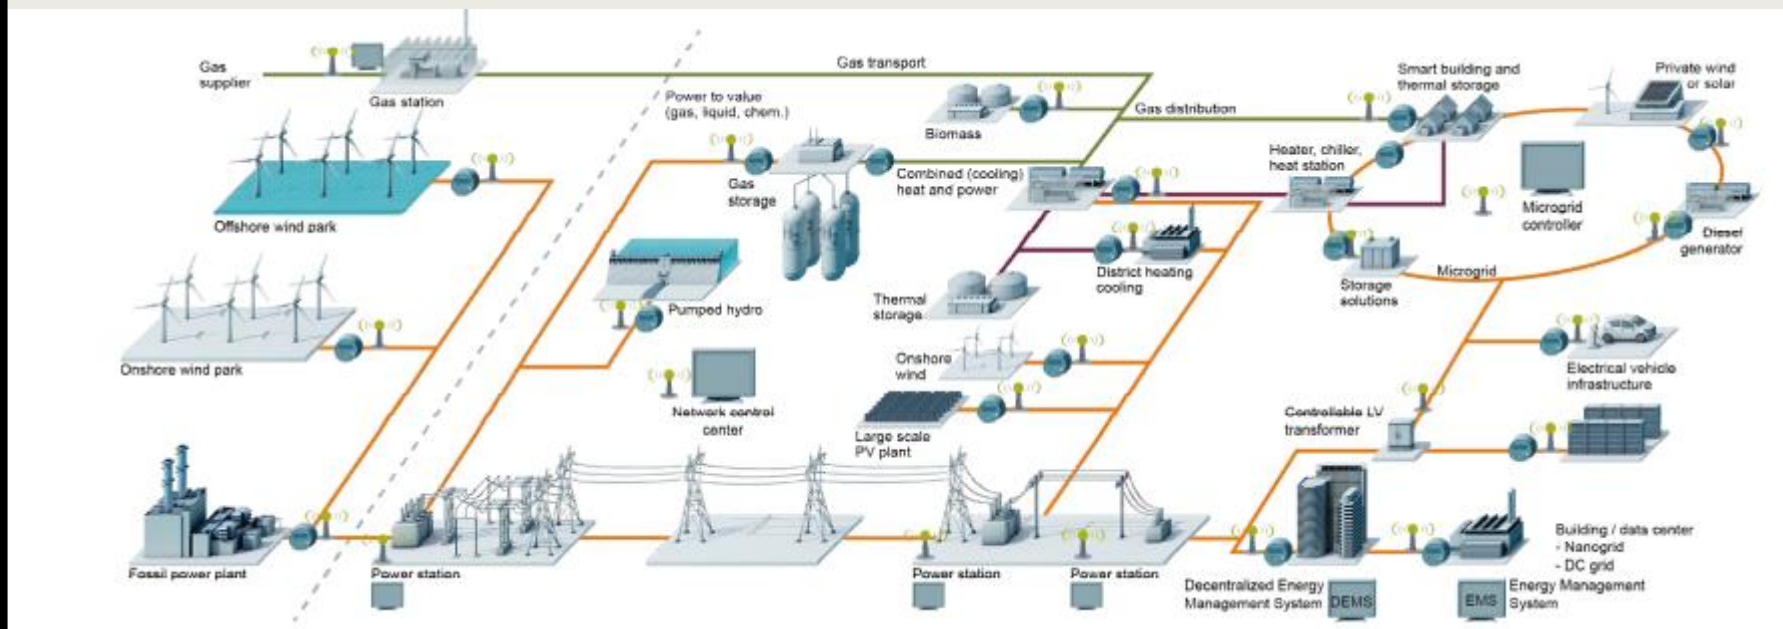 Gas
supplier
Gas station
Gas transport
Power to value
(gas, liquid, chem.)
Biomass
Gas distribution
Smart building and
thermal storage
Private wind
or solar
Offshore wind park
Gas
storage
Combined (cooling)
heat and power
Heater, chiller,
heat station
Microgrid
controller
Diesel
generator
Onshore wind park
Pumped hydro
Thermal
storage
District heating
cooling
Storage
solutions
Microgrid
Onshore
wind
Electrical vehicle
infrastructure
Network control
center
Large scale
PV plant
Controllable LV
transformer
Fossil power plant
Power station
Power station
Power station
Building / data center
- Nanogrid
- DC grid
Decentralized Energy
Management System
DEMS
EMS
Energy Management
System